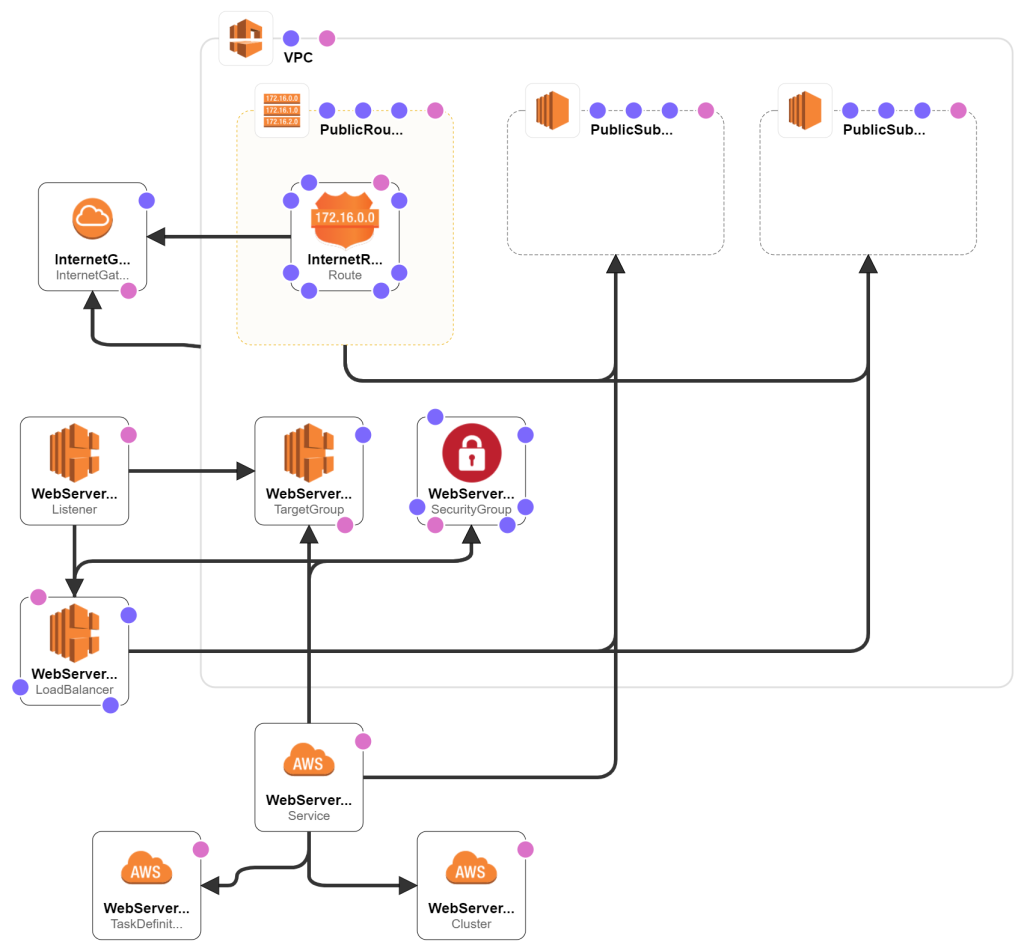 VPC
172.16.0.0
172.16.1.0
172.16.2.0
PublicRou...
PublicSub...
PublicSub...
172.16.0.0
InternetG...
InternetGat...
InternetR...
Route
WebServer...
Listener
WebServer...
TargetGroup
WebServer...
SecurityGroup
WebServer...
LoadBalancer
AWS
WebServer...
Service
AWS
WebServer...
TaskDefinit...
AWS
WebServer...
Cluster